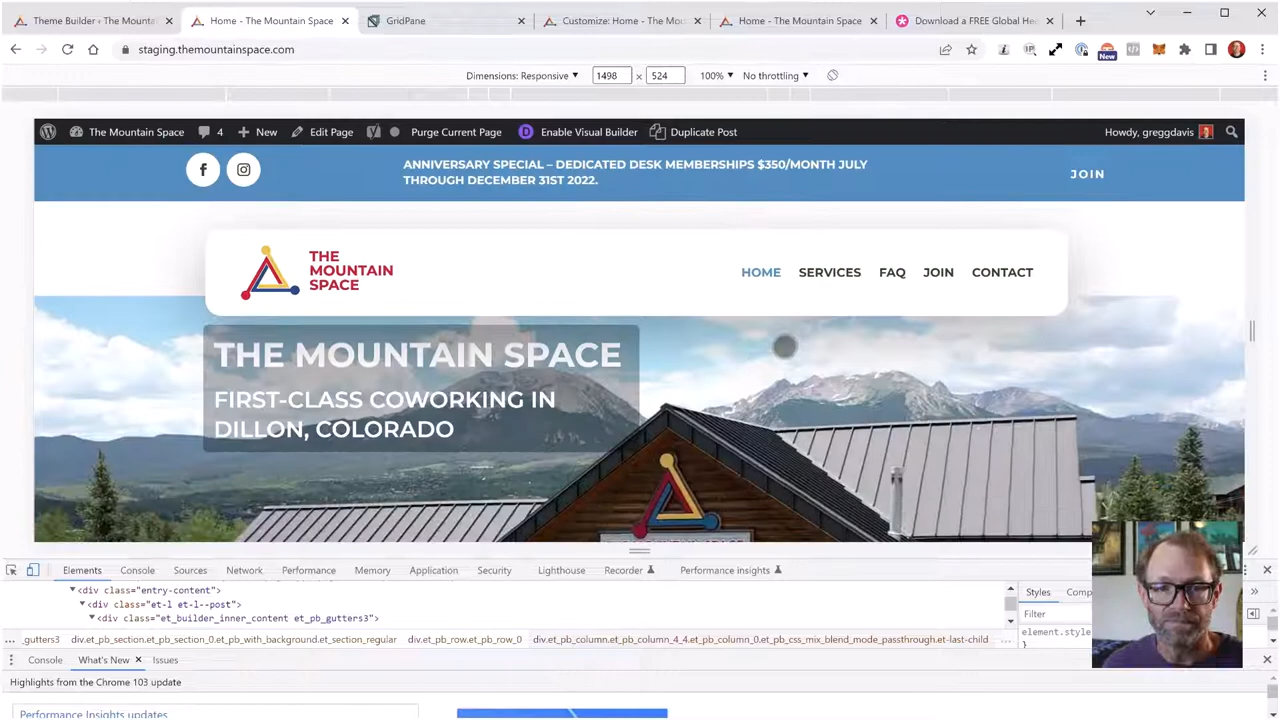 Theme Builder ‹ The Mountai
Home - The Mountain Space
GridPane
Customize: Home - The Mou
Home - The Mountain Space
Download a FREE Global He
staging.themountainspace.com
New
Dimensions: Responsive
1498 × 524
100%
No throttling
The Mountain Space
4
New
Edit Page
Purge Current Page
Enable Visual Builder
Duplicate Post
Howdy, greggdavis
ANNIVERSARY SPECIAL – DEDICATED DESK MEMBERSHIPS $350/MONTH JULY
THROUGH DECEMBER 31ST 2022.
JOIN
THE
MOUNTAIN
SPACE
HOME SERVICES FAQ JOIN CONTACT
THE MOUNTAIN SPACE
FIRST-CLASS COWORKING IN
DILLON, COLORADO
Elements
Console
Sources
Network
Performance
Memory
Application
Security
Lighthouse
Recorder
Performance insights
<div class="entry-content">
<div class="et-l et-l--post">
<div class="et_builder_inner_content et_pb_gutters3">
Styles
Comp
Filter
element.style
}
... _gutters3 div.et_pb_section.et_pb_section_0.et_pb_with_background.et_section_regular div.et_pb_row.et_pb_row_0 div.et_pb_column.et_pb_column_4_4.et_pb_column_0.et_pb_css_mix_blend_mode_passthrough.et-last-child ...
Console
What's New
Issues
Highlights from the Chrome 103 update
Performance Insights updates